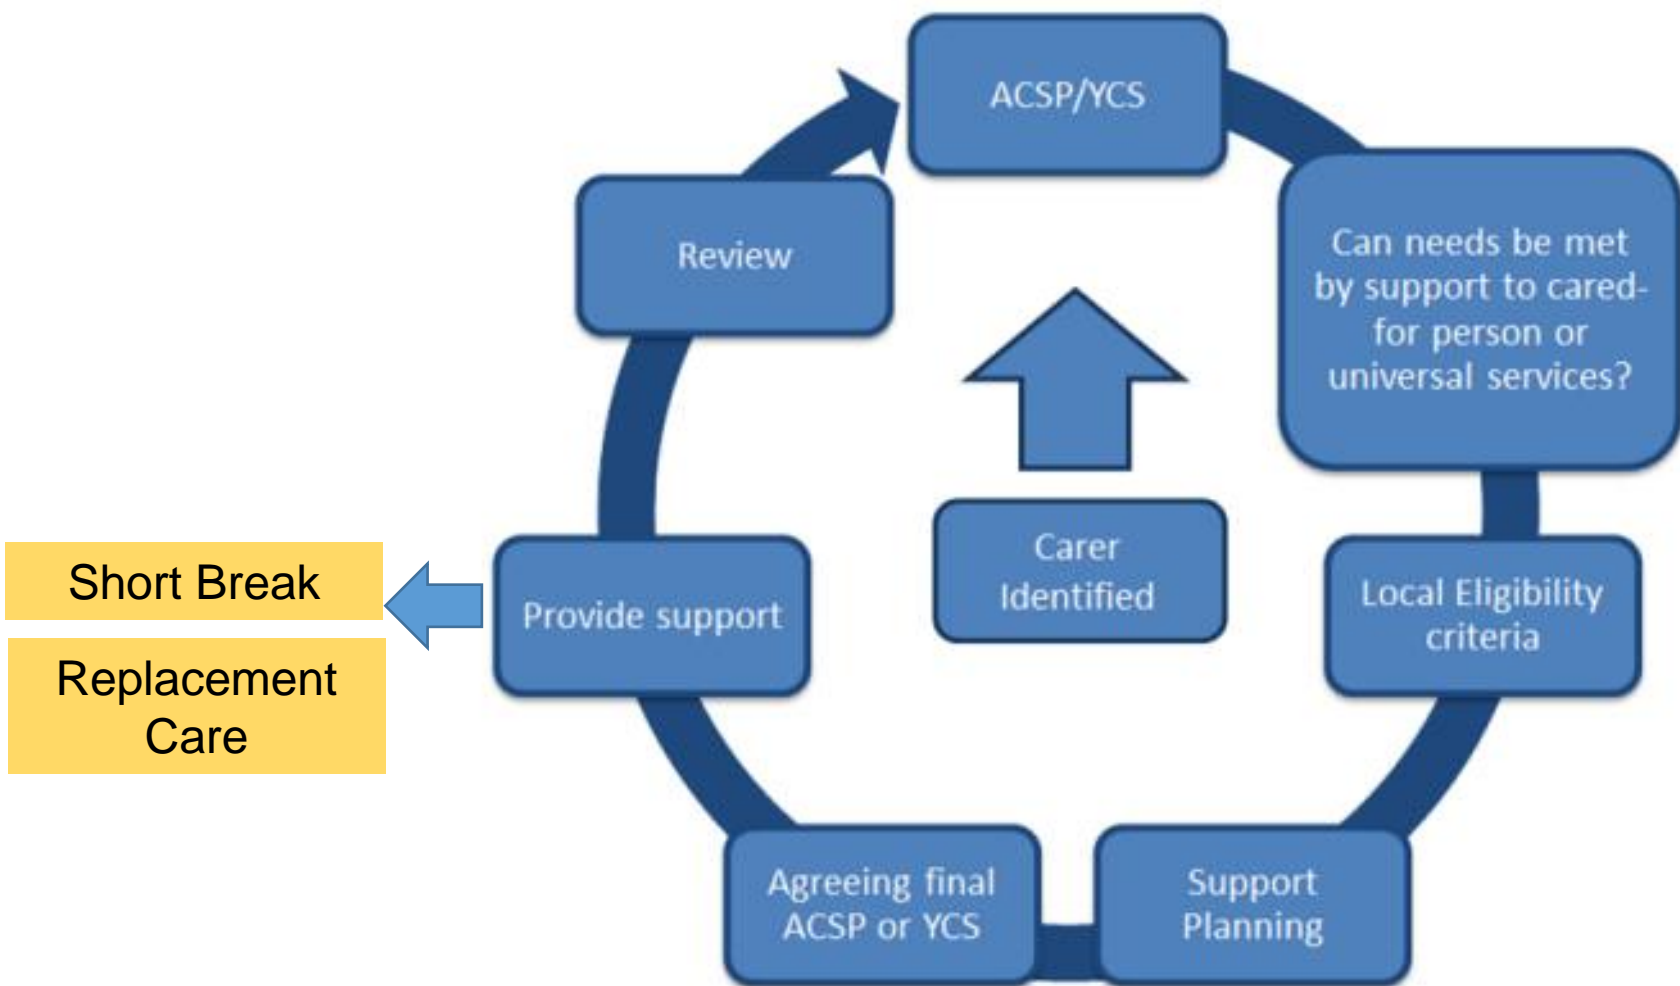 ACSP/YCS
Can needs be met
by support to cared-
for person or
universal services?
Local Eligibility
criteria
Support
Planning
Agreeing final
ACSP or YCS
Provide support
Review
Carer
Identified
Short Break
Replacement
Care